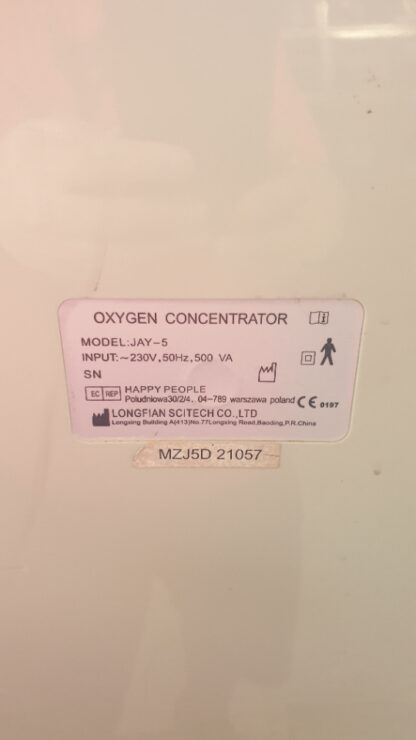 OXYGEN CONCENTRATOR
MODEL:JAY-5
INPUT:~230V,50Hz,500 VA
SN
EC REP HAPPY PEOPLE
Południowa30/2/4. 04-789 warszawa poland CE 0197
LONGFIAN SCITECH CO.,LTD
Longxing Building A(413)No.77Longxing Road,Baoding,P.R.China
MZJ5D 21057